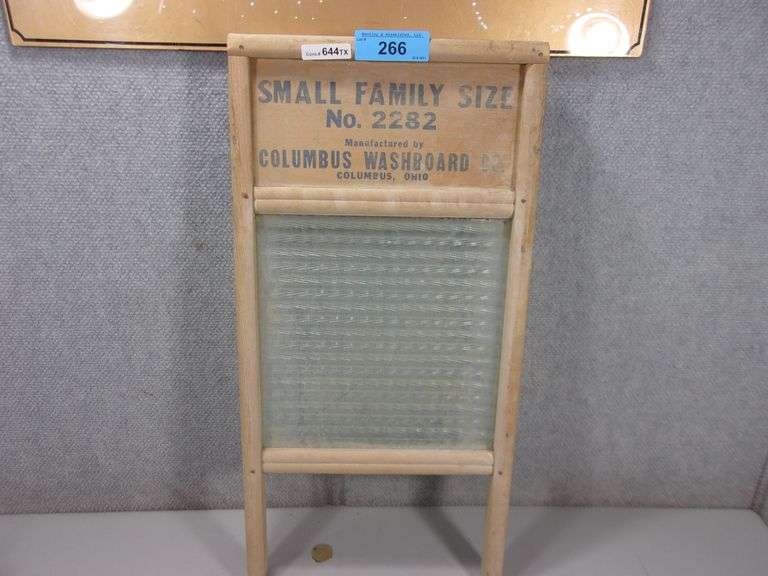 644TX
266
SMALL FAMILY SIZE
No. 2282
Manufactured by
COLUMBUS WASHBOARD CO.
COLUMBUS, OHIO